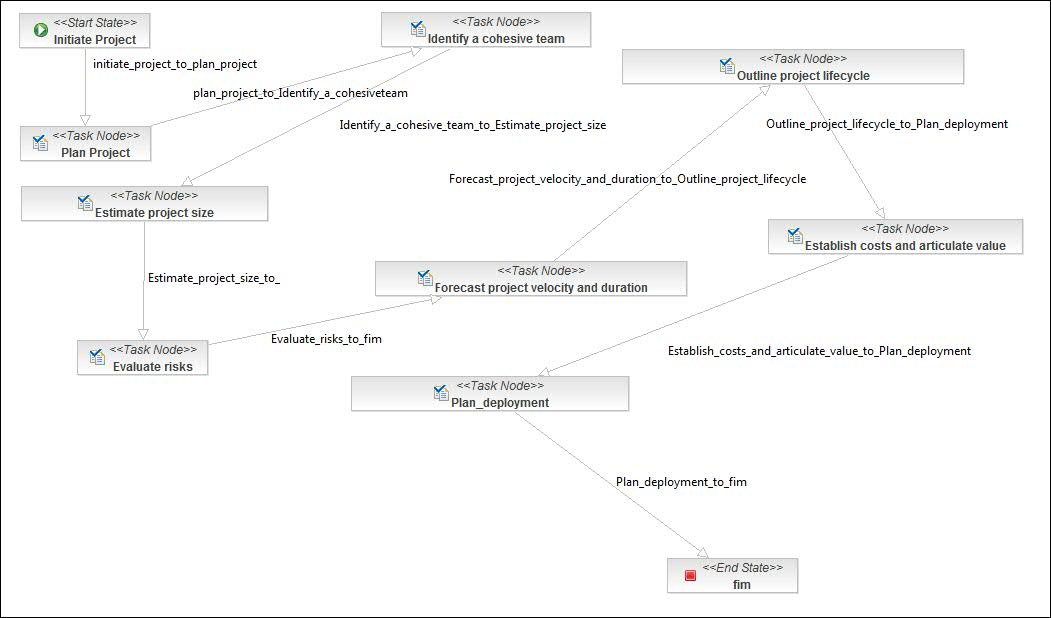 <<Start State>>
Initiate Project
initiate_project_to_plan_project
<<Task Node>>
Plan Project
plan_project_to_Identify_a_cohesiveteam
<<Task Node>>
Identify a cohesive team
Identify_a_cohesive_team_to_Estimate_project_size
<<Task Node>>
Estimate project size
Estimate_project_size_to_
<<Task Node>>
Evaluate risks
Evaluate_risks_to_fim
<<Task Node>>
Forecast project velocity and duration
Forecast_project_velocity_and_duration_to_Outline_project_lifecycle
<<Task Node>>
Outline project lifecycle
Outline_project_lifecycle_to_Plan_deployment
<<Task Node>>
Establish costs and articulate value
Establish_costs_and_articulate_value_to_Plan_deployment
<<Task Node>>
Plan_deployment
Plan_deployment_to_fim
<<End State>>
fim